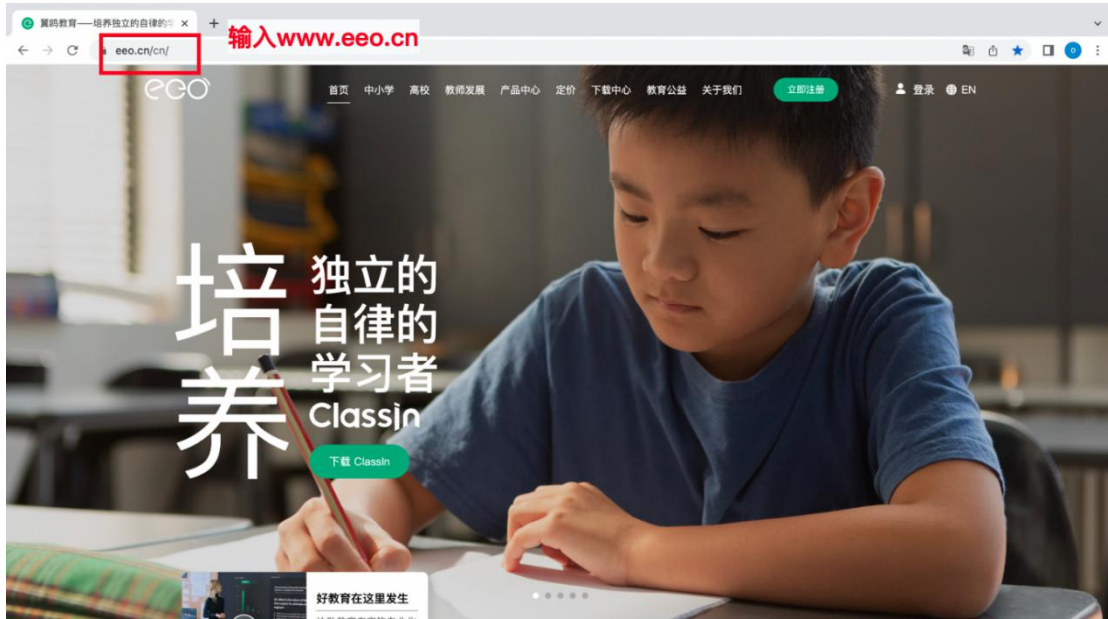 翼鸥教育——培养独立的自律的学
输入www.eeo.cn
eeo.cn/cn/
eeo
首页 中小学 高校 教师发展 产品中心 定价 下载中心 教育公益 关于我们 立即注册 登录 EN
培养
独立的
自律的
学习者
ClassIn
下载 ClassIn
好教育在这里发生